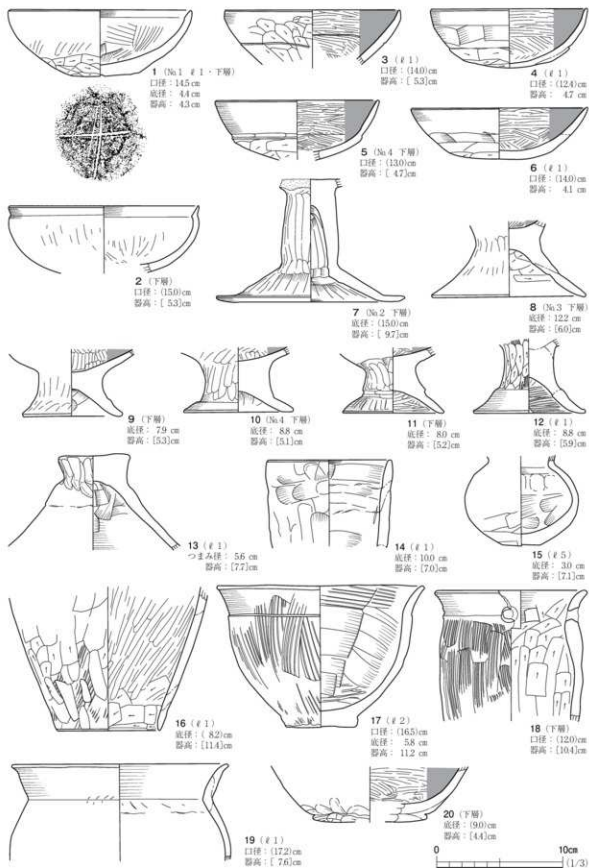 1 (No.1 ℓ1・下層)
口径:14.5cm
底径: 4.4cm
器高: 4.3cm
3 (ℓ1)
口径:(14.0)cm
器高:[ 5.3]cm
4 (ℓ1)
口径:(12.4)cm
器高: 4.7 cm
5 (No.4 下層)
口径:(13.0)cm
器高:[ 4.7]cm
6 (ℓ1)
口径:(14.0)cm
器高: 4.1 cm
2 (下層)
口径:(15.0)cm
器高:[ 5.3]cm
7 (No.2 下層)
底径:(15.0)cm
器高:[ 9.7]cm
8 (No.3 下層)
底径:12.2 cm
器高:[6.0]cm
9 (下層)
底径: 7.9 cm
器高:[5.3]cm
10 (No.4 下層)
底径: 8.8 cm
器高:[5.1]cm
11 (下層)
底径: 8.0 cm
器高:[5.2]cm
12 (ℓ1)
底径: 8.8 cm
器高:[5.9]cm
13 (ℓ1)
つまみ径: 5.6 cm
器高:[7.7]cm
14 (ℓ1)
底径:10.0 cm
器高:[7.0]cm
15 (ℓ5)
底径: 3.0 cm
器高:[7.1]cm
16 (ℓ1)
底径:( 8.2)cm
器高:[11.4]cm
17 (ℓ2)
口径:(16.5)cm
底径: 5.8 cm
器高: 11.2 cm
18 (下層)
口径:(12.0)cm
器高:[10.4]cm
19 (ℓ1)
口径:(17.2)cm
器高:[ 7.6]cm
20 (下層)
底径:(9.0)cm
器高:[4.4]cm
0 10cm
(1/3)